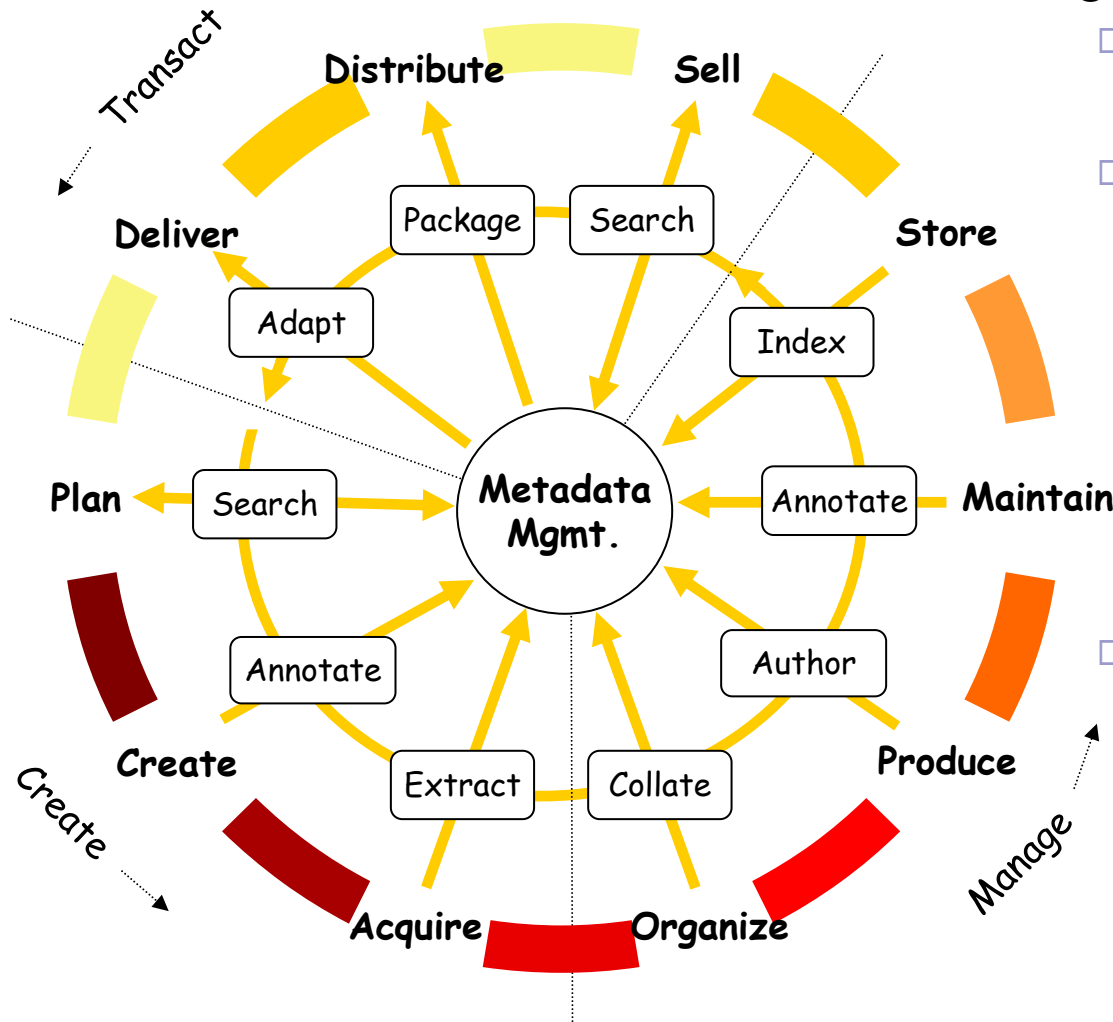 Transact
Distribute
Sell
Package
Search
Deliver
Store
Adapt
Index
Plan
Search
Metadata
Mgmt.
Annotate
Maintain
Annotate
Author
Create
Produce
Extract
Collate
Create
Manage
Acquire
Organize